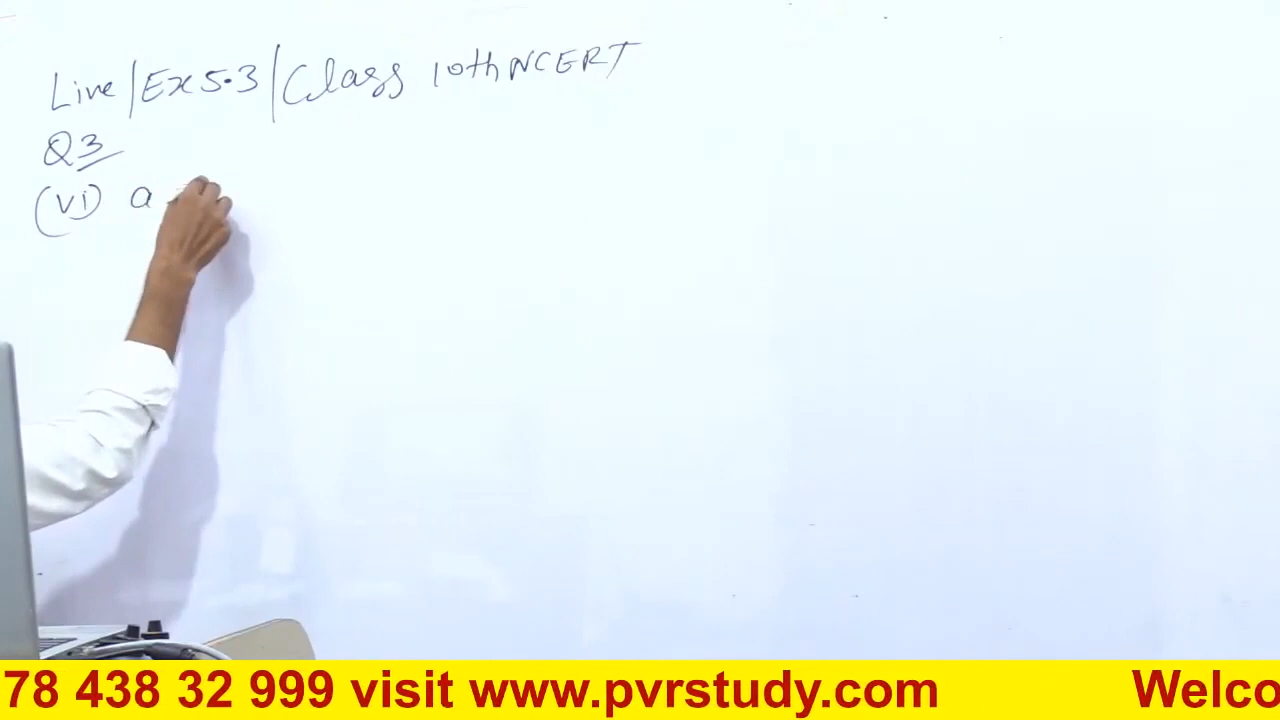 Live/Ex 5.3/Class 10th NCERT
Q3
(vi) a =
78 438 32 999 visit www.pvrstudy.com Welco